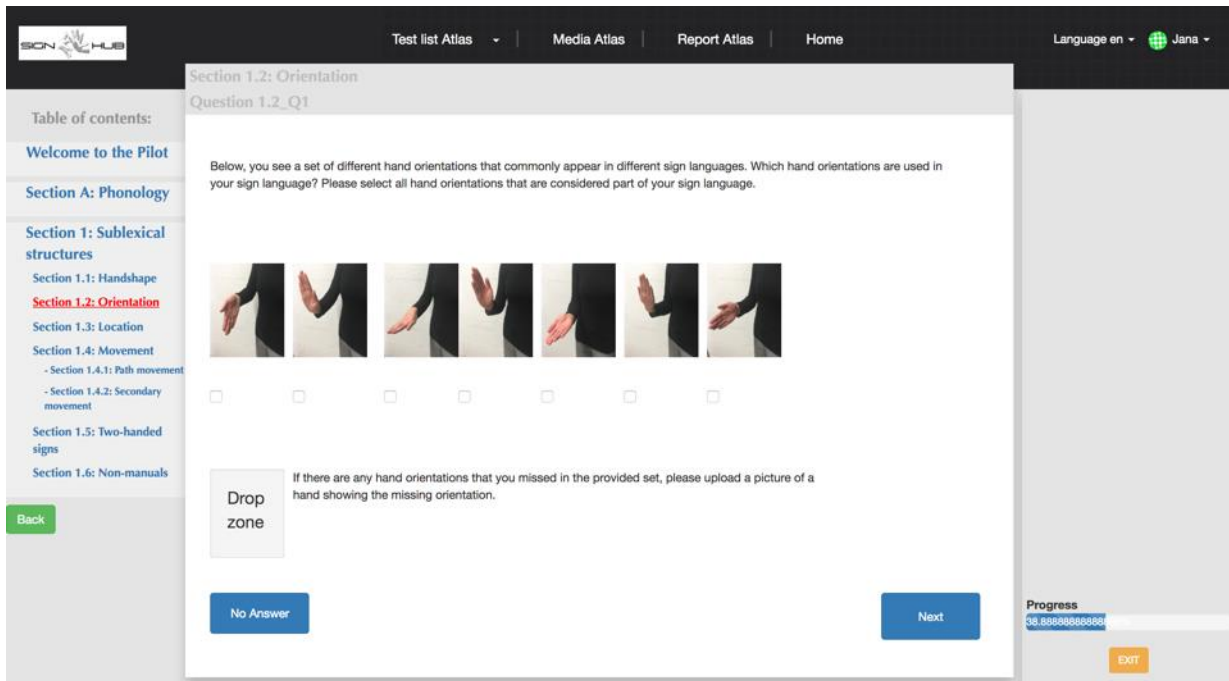 SIGN HUB
Test list Atlas
Media Atlas
Report Atlas
Home
Language en
Jana
Section 1.2: Orientation
Question 1.2_Q1
Table of contents:
Welcome to the Pilot
Section A: Phonology
Section 1: Sublexical
structures
Section 1.1: Handshape
Section 1.2: Orientation
Section 1.3: Location
Section 1.4: Movement
- Section 1.4.1: Path movement
- Section 1.4.2: Secondary
movement
Section 1.5: Two-handed
signs
Section 1.6: Non-manuals
Back
Below, you see a set of different hand orientations that commonly appear in different sign languages. Which hand orientations are used in
your sign language? Please select all hand orientations that are considered part of your sign language.
Drop
zone
If there are any hand orientations that you missed in the provided set, please upload a picture of a
hand showing the missing orientation.
No Answer
Next
Progress
EXIT